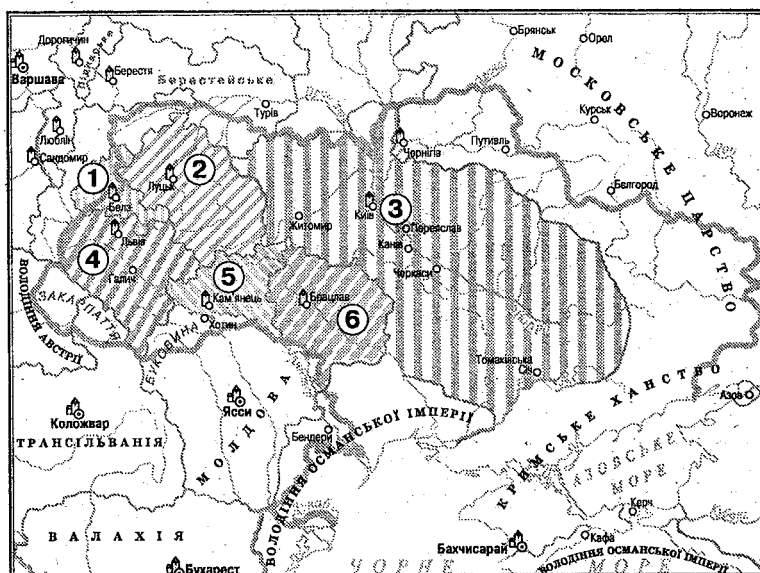 Дорогичин
Варшава
Підляшшя
Берестя
Берестейське
Турів
Брянськ
Орел
МОСКОВСЬКЕ ЦАРСТВО
Курськ
Воронеж
Люблін
Сандомир
Чернігів
Путивль
Бєлгород
1
Белз
2
Луцьк
Львів
4
Галич
Житомир
Київ
3
Переяслав
Канів
Черкаси
5
Кам'янець
Хотин
Брацлав
6
ВОЛОДІННЯ АВСТРІЇ
ЗАКАРПАТТЯ
БУКОВИНА
Томаківська
Січ
Коложвар
ТРАНСІЛЬВАНІЯ
Ясси
МОЛДОВА
Бендери
ВОЛОДІННЯ ОСМАНСЬКОЇ ІМПЕРІЇ
КРИМСЬКЕ ХАНСТВО
Азов
АЗОВСЬКЕ
МОРЕ
Керч
ВАЛАХІЯ
Бухарест
Бахчисарай
Кафа
ВОЛОДІННЯ ОСМАНСЬКОЇ ІМПЕРІЇ
ЧОРНЕ МОРЕ